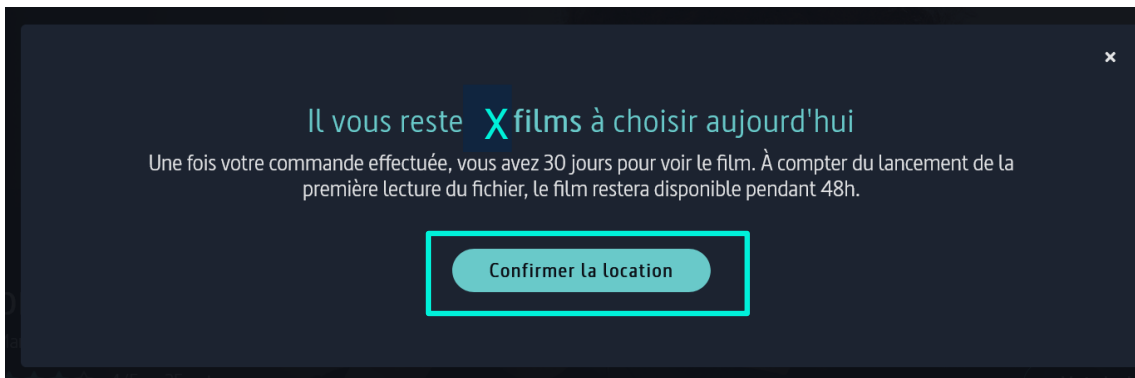 ×
Il vous reste X films à choisir aujourd'hui
Une fois votre commande effectuée, vous avez 30 jours pour voir le film. À compter du lancement de la
première lecture du fichier, le film restera disponible pendant 48h.
Confirmer la location